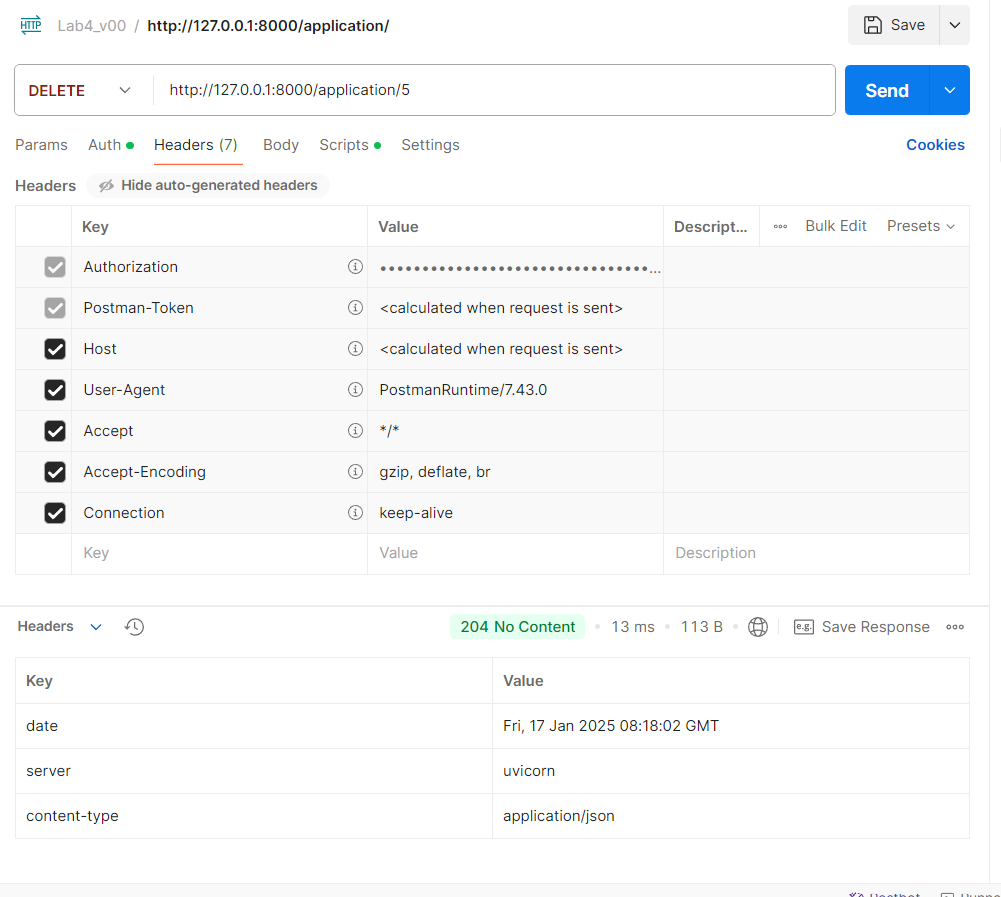 HTTP Lab4_v00 / http://127.0.0.1:8000/application/ Save
DELETE http://127.0.0.1:8000/application/5 Send
Params Auth Headers (7) Body Scripts Settings Cookies
Headers Hide auto-generated headers
Key Value Descript... Bulk Edit Presets
Authorization ••••••••••••••••••••••••••••••••...
Postman-Token <calculated when request is sent>
Host <calculated when request is sent>
User-Agent PostmanRuntime/7.43.0
Accept */*
Accept-Encoding gzip, deflate, br
Connection keep-alive
Key Value Description
Headers 204 No Content 13 ms 113 B e.g. Save Response
Key Value
date Fri, 17 Jan 2025 08:18:02 GMT
server uvicorn
content-type application/json